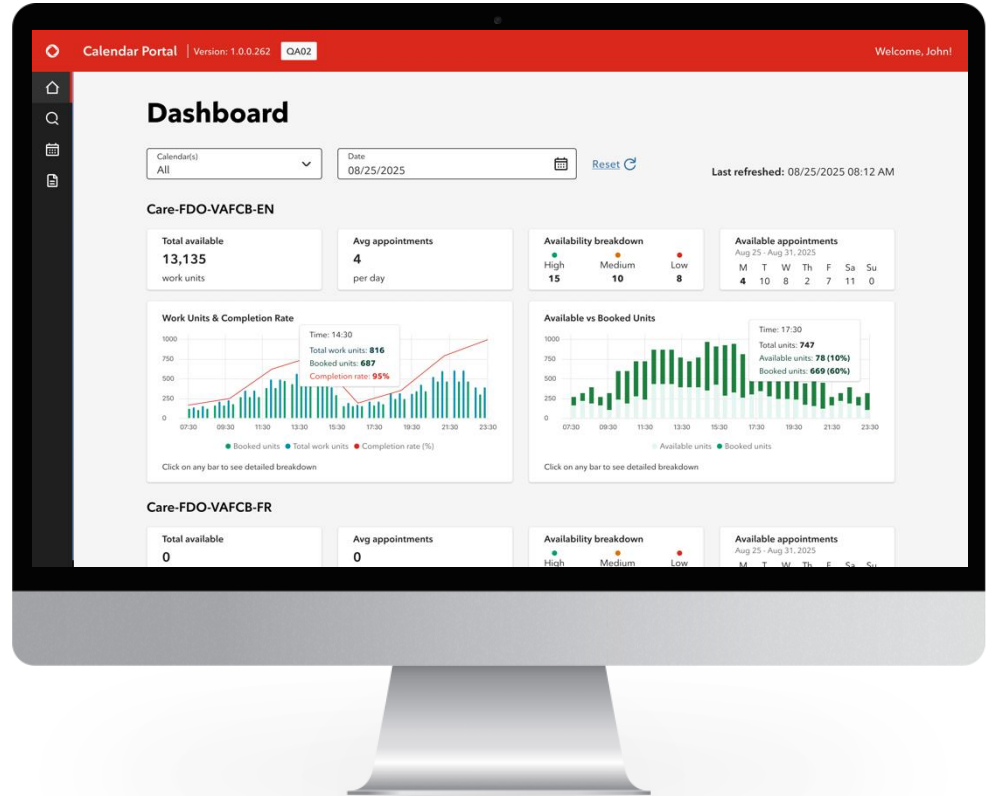 Calendar Portal | Version: 1.0.0.262 QA02 Welcome, John!
Dashboard
Calendar(s)
All
Date
08/25/2025
Reset
Last refreshed: 08/25/2025 08:12 AM
Care-FDO-VAFCB-EN
Total available
13,135
work units
Avg appointments
4
per day
Availability breakdown
High Medium Low
15 10 8
Available appointments
Aug 25 - Aug 31, 2025
M T W Th F Sa Su
4 10 8 2 7 11 0
Work Units & Completion Rate
1000
750
500
250
0
Time: 14:30
Total work units: 816
Booked units: 687
Completion rate: 95%
07:30 09:30 11:30 13:30 15:30 17:30 19:30 21:30 23:30
Booked units Total work units Completion rate (%)
Click on any bar to see detailed breakdown
Available vs Booked Units
1000
750
500
250
0
Time: 17:30
Total units: 747
Available units: 78 (10%)
Booked units: 669 (60%)
07:30 09:30 11:30 13:30 15:30 17:30 19:30 21:30 23:30
Available units Booked units
Click on any bar to see detailed breakdown
Care-FDO-VAFCB-FR
Total available
0
Avg appointments
0
Availability breakdown
High Medium Low
Available appointments
Aug 25 - Aug 31, 2025
M T W Th F Sa Su